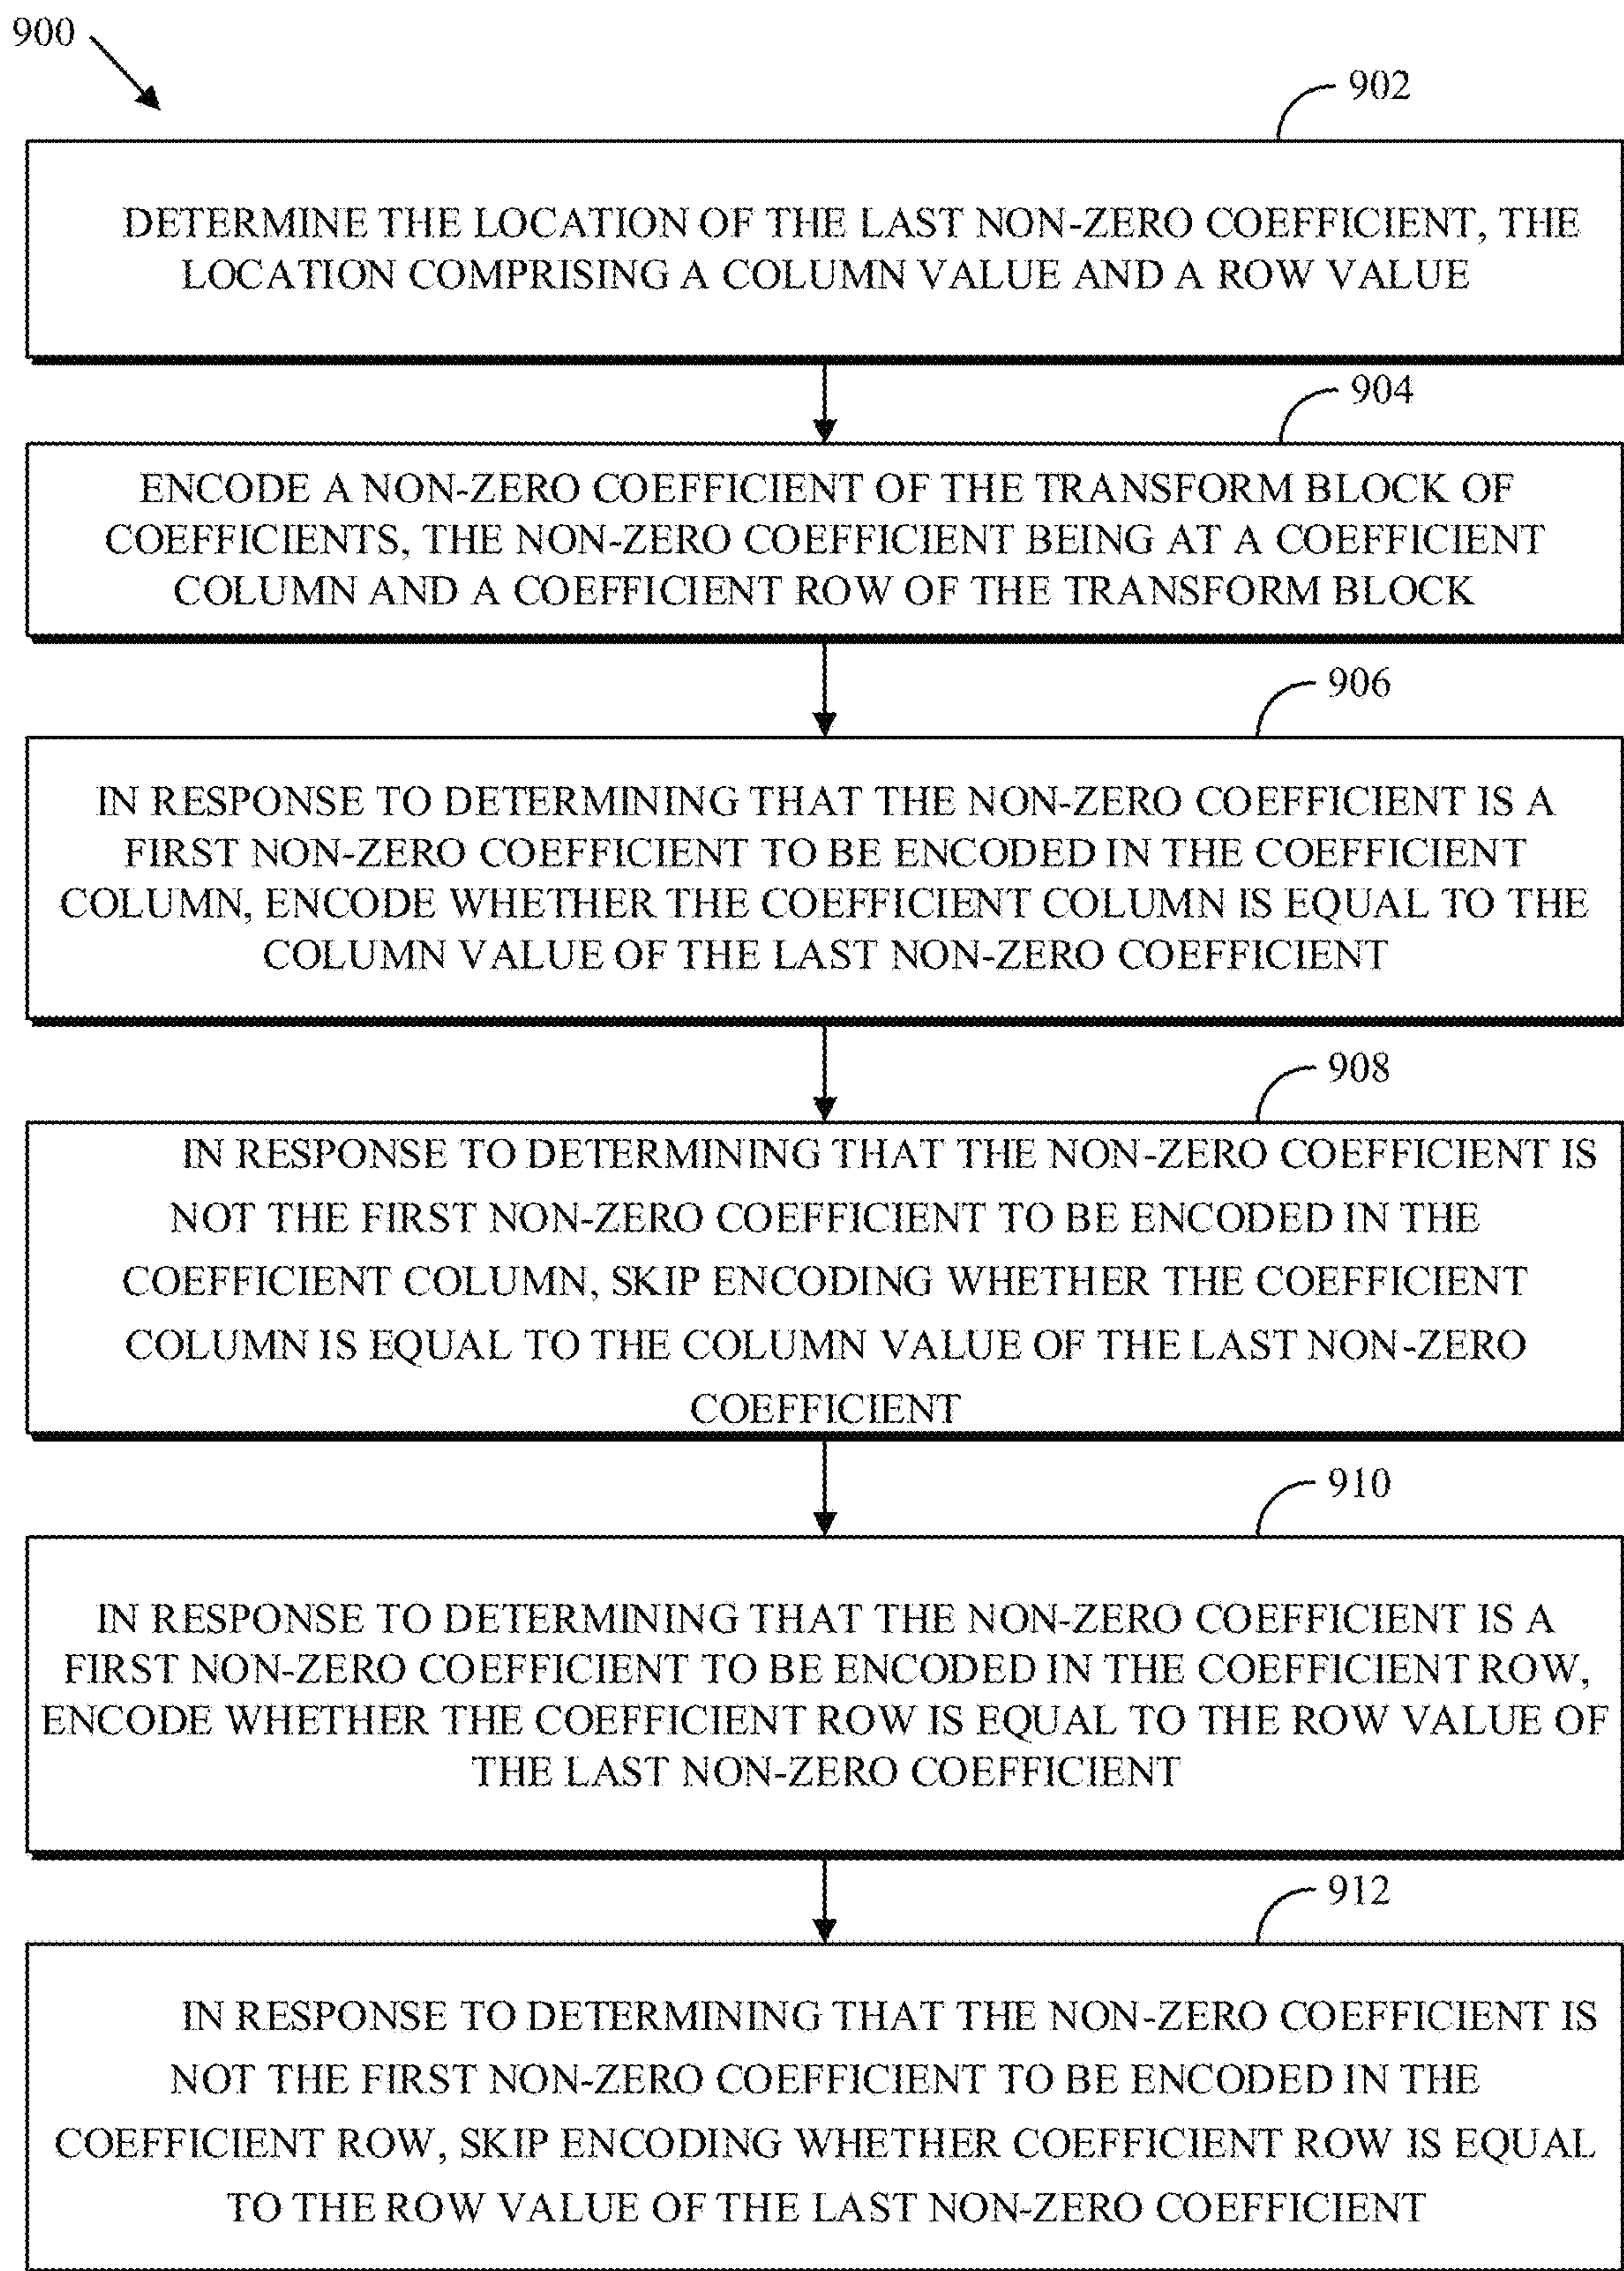 900
902
DETERMINE THE LOCATION OF THE LAST NON-ZERO COEFFICIENT, THE
LOCATION COMPRISING A COLUMN VALUE AND A ROW VALUE
904
ENCODE A NON-ZERO COEFFICIENT OF THE TRANSFORM BLOCK OF
COEFFICIENTS, THE NON-ZERO COEFFICIENT BEING AT A COEFFICIENT
COLUMN AND A COEFFICIENT ROW OF THE TRANSFORM BLOCK
906
IN RESPONSE TO DETERMINING THAT THE NON-ZERO COEFFICIENT IS A
FIRST NON-ZERO COEFFICIENT TO BE ENCODED IN THE COEFFICIENT
COLUMN, ENCODE WHETHER THE COEFFICIENT COLUMN IS EQUAL TO THE
COLUMN VALUE OF THE LAST NON-ZERO COEFFICIENT
908
IN RESPONSE TO DETERMINING THAT THE NON-ZERO COEFFICIENT IS
NOT THE FIRST NON-ZERO COEFFICIENT TO BE ENCODED IN THE
COEFFICIENT COLUMN, SKIP ENCODING WHETHER THE COEFFICIENT
COLUMN IS EQUAL TO THE COLUMN VALUE OF THE LAST NON-ZERO
COEFFICIENT
910
IN RESPONSE TO DETERMINING THAT THE NON-ZERO COEFFICIENT IS A
FIRST NON-ZERO COEFFICIENT TO BE ENCODED IN THE COEFFICIENT ROW,
ENCODE WHETHER THE COEFFICIENT ROW IS EQUAL TO THE ROW VALUE OF
THE LAST NON-ZERO COEFFICIENT
912
IN RESPONSE TO DETERMINING THAT THE NON-ZERO COEFFICIENT IS
NOT THE FIRST NON-ZERO COEFFICIENT TO BE ENCODED IN THE
COEFFICIENT ROW, SKIP ENCODING WHETHER COEFFICIENT ROW IS EQUAL
TO THE ROW VALUE OF THE LAST NON-ZERO COEFFICIENT